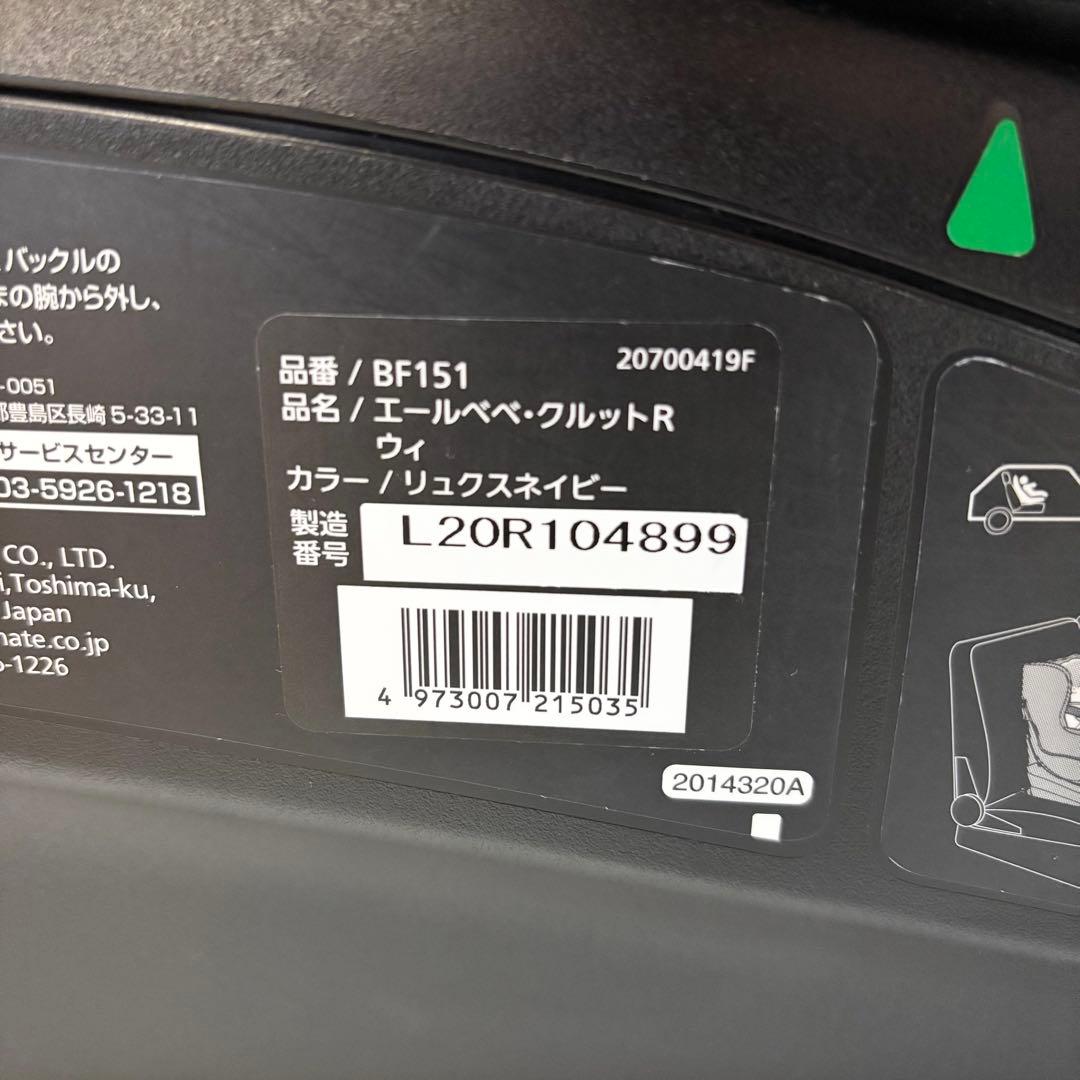 バックルの
まの腕から外し、
さい。
-0051
都豊島区長崎5-33-11
サービスセンター
03-5926-1218
CO., LTD.
i,Toshima-ku,
Japan
mate.co.jp
-1226
20700419F
品番 / BF151
品名 / エールベベ・クルットR
ウィ
カラー / リュクスネイビー
製造
番号
L20R104899
4 973007 215035
2014320A